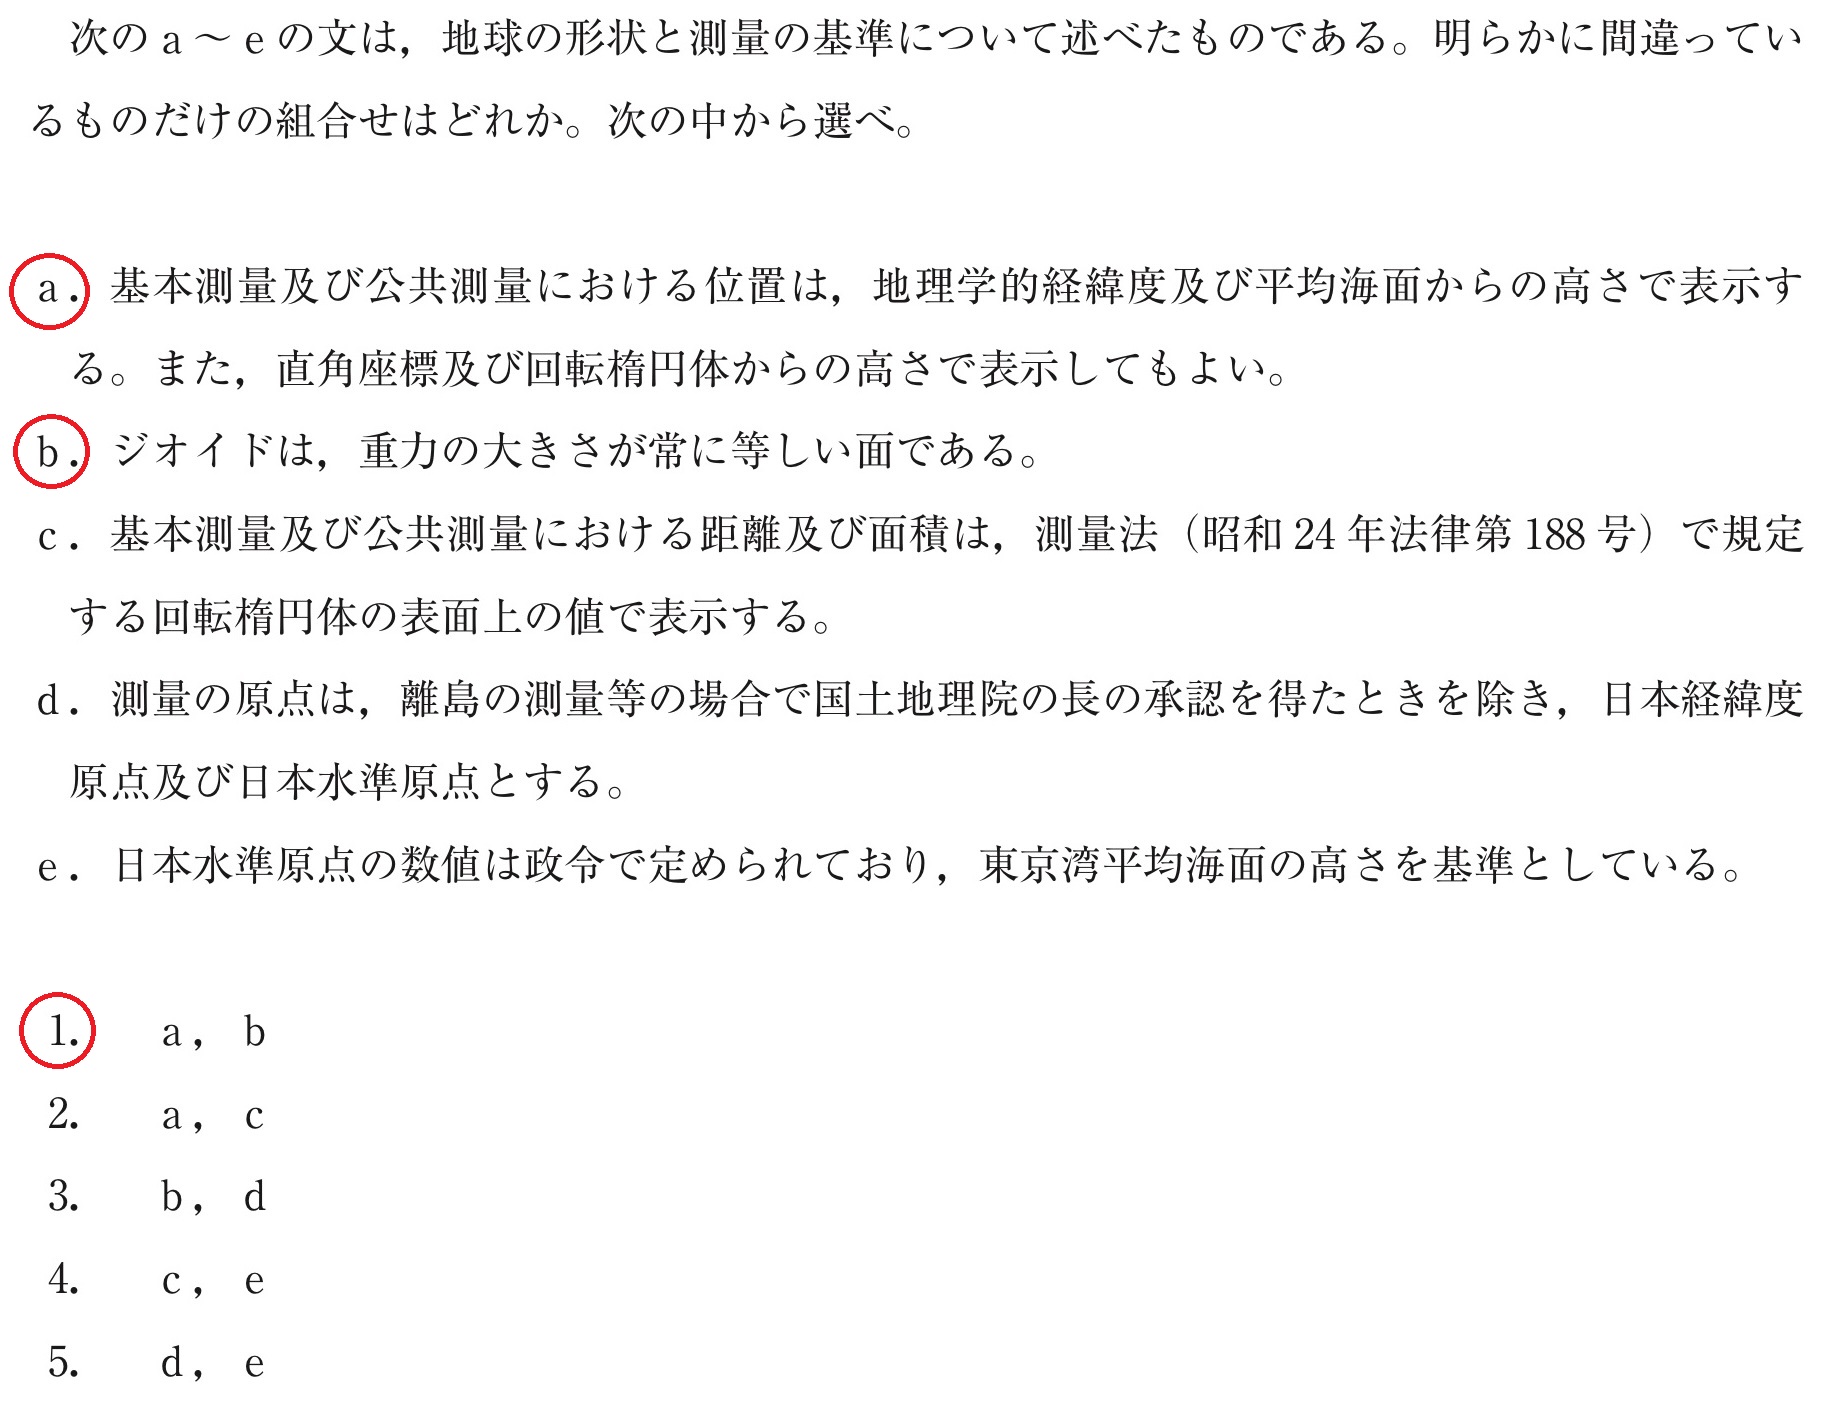 次の a ～ e の文は，地球の形状と測量の基準について述べたものである。明らかに間違ってい
るものだけの組合せはどれか。次の中から選べ。
a．基本測量及び公共測量における位置は，地理学的経緯度及び平均海面からの高さで表示す
る。また，直角座標及び回転楕円体からの高さで表示してもよい。
b．ジオイドは，重力の大きさが常に等しい面である。
c．基本測量及び公共測量における距離及び面積は，測量法（昭和 24 年法律第 188 号）で規定
する回転楕円体の表面上の値で表示する。
d．測量の原点は，離島の測量等の場合で国土地理院の長の承認を得たときを除き，日本経緯度
原点及び日本水準原点とする。
e．日本水準原点の数値は政令で定められており，東京湾平均海面の高さを基準としている。
1. a， b
2. a， c
3. b， d
4. c， e
5. d， e